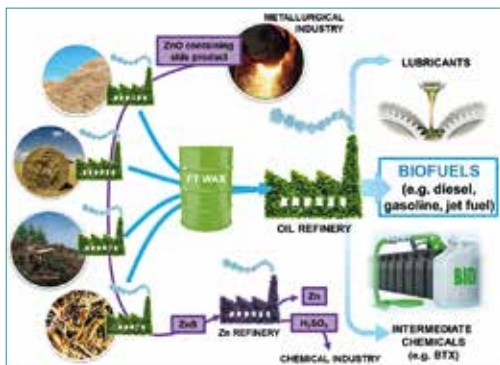 METALLURGICAL
INDUSTRY
ZnO containing
side product
LUBRICANTS
FT WAX
BIOFUELS
(e.g. diesel,
gasoline, jet fuel)
OIL REFINERY
BIO
ZnS
Zn REFINERY
Zn
H₂SO₄
CHEMICAL INDUSTRY
INTERMEDIATE
CHEMICALS
(e.g. BTX)